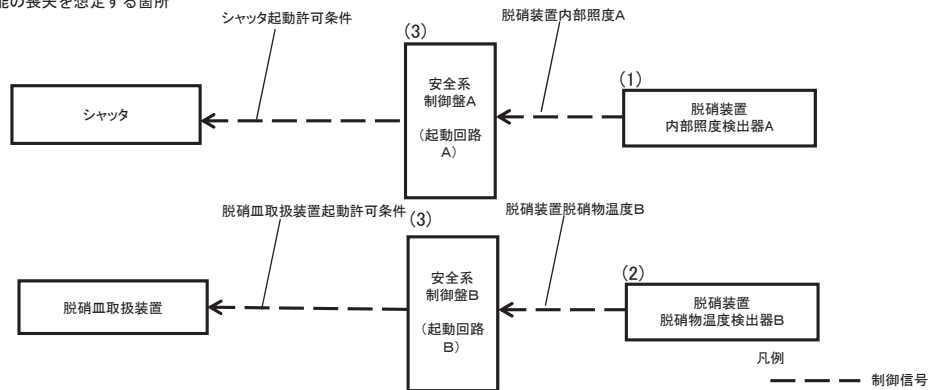 能の喪失を想定する箇所
シャッタ起動許可条件
(3)
脱硝装置内部照度A
シャッタ
安全系
制御盤A
(起動回路
A)
(1)
脱硝装置
内部照度検出器A
脱硝皿取扱装置起動許可条件
(3)
脱硝装置脱硝物温度B
脱硝皿取扱装置
安全系
制御盤B
(起動回路
B)
(2)
脱硝装置
脱硝物温度検出器B
凡例
制御信号